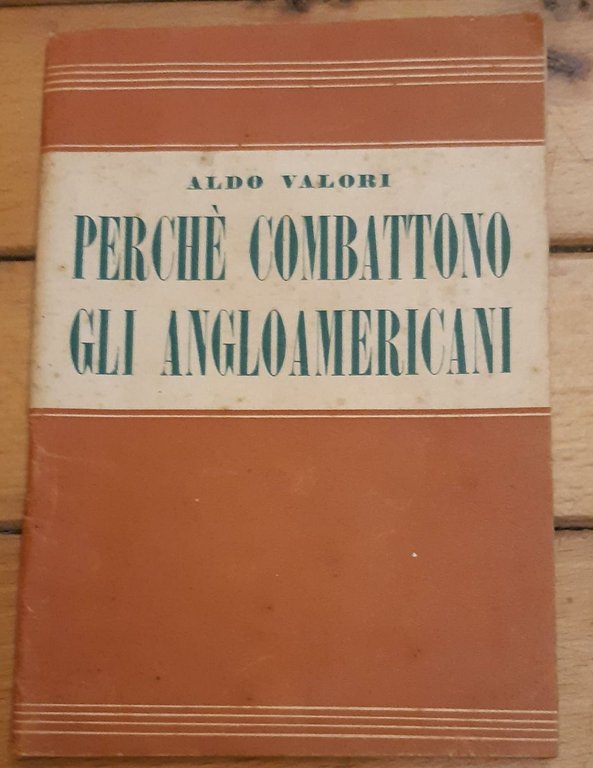 ALDO VALORI
PERCHÈ COMBATTONO
GLI ANGLOAMERICANI